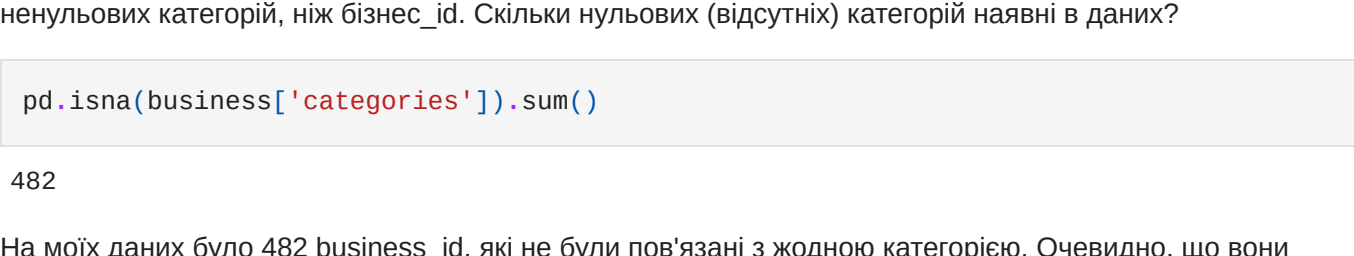 ненульових категорій, ніж бізнес_id. Скільки нульових (відсутніх) категорій наявні в даних?
pd.isna(business['categories']).sum()
482
На моїх даних було 482 business_id, які не були пов'язані з жодною категорією. Очевидно, що вони